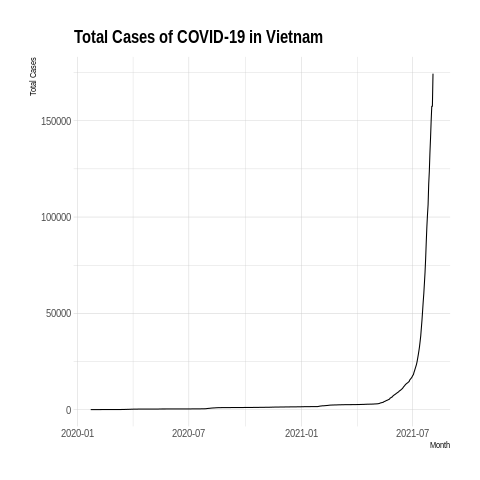 Total Cases of COVID-19 in Vietnam
Total Cases
150000
100000
50000
0
2020-01 2020-07 2021-01 2021-07
Month